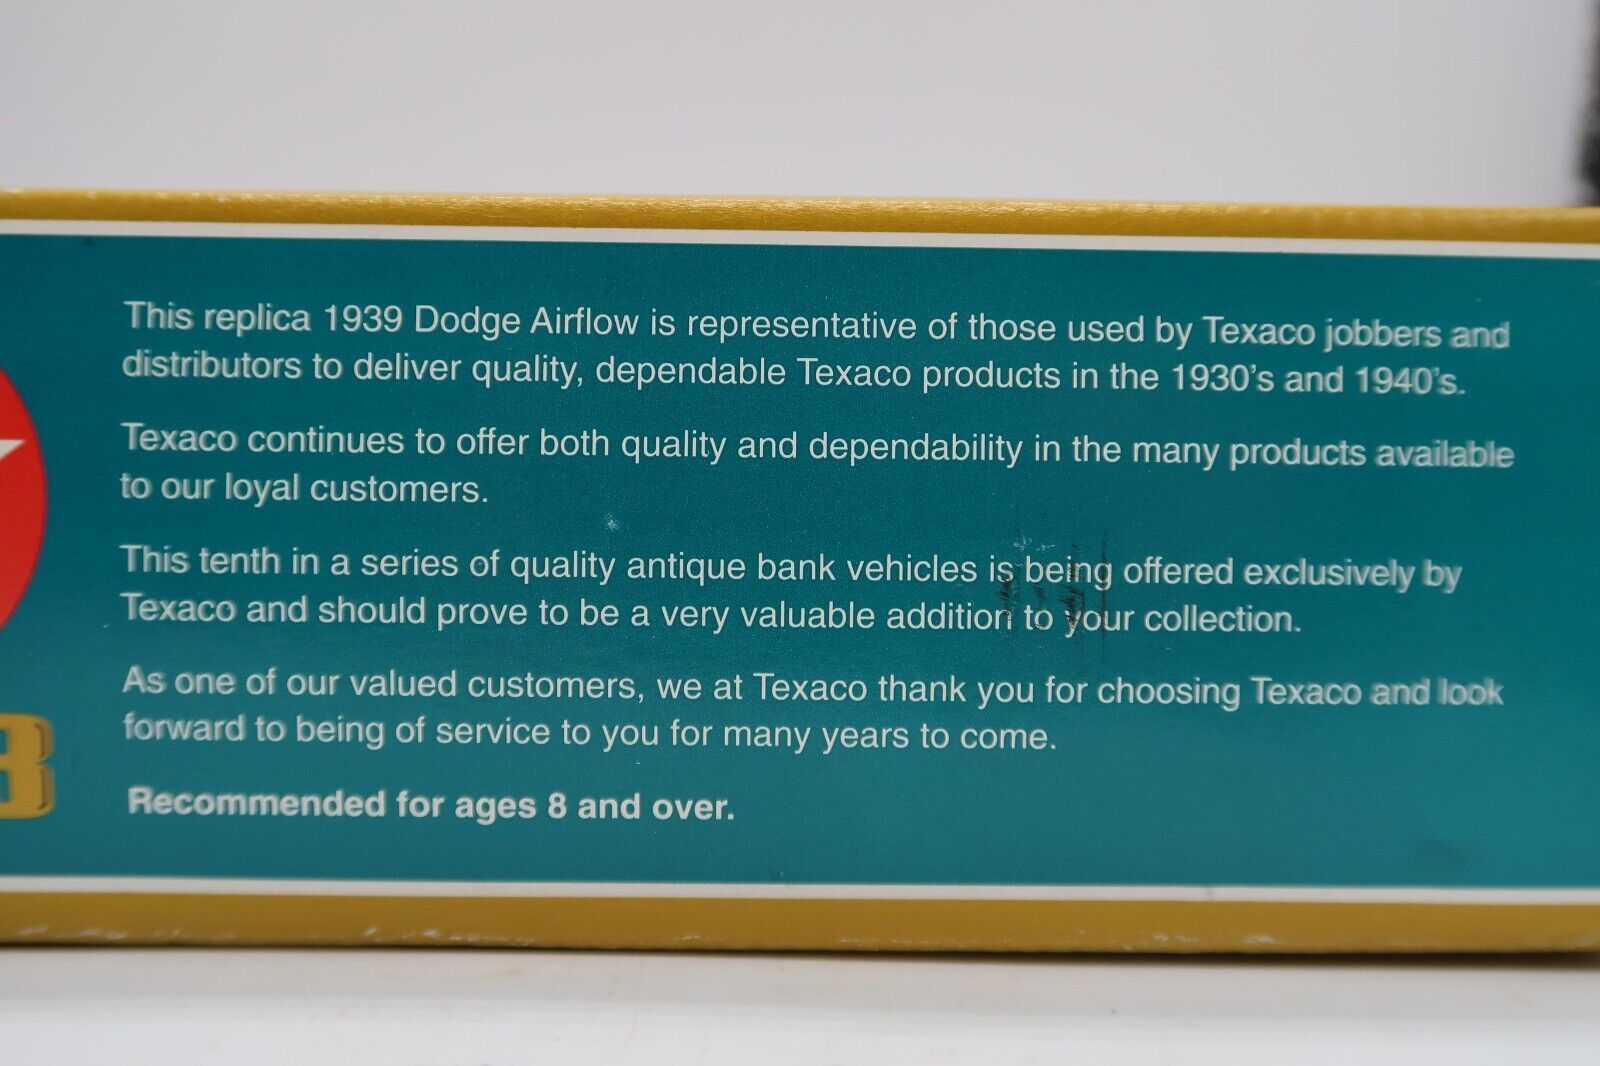 This replica 1939 Dodge Airflow is representative of those used by Texaco jobbers and
distributors to deliver quality, dependable Texaco products in the 1930's and 1940's.
Texaco continues to offer both quality and dependability in the many products available
to our loyal customers.
This tenth in a series of quality antique bank vehicles is being offered exclusively by
Texaco and should prove to be a very valuable addition to your collection.
As one of our valued customers, we at Texaco thank you for choosing Texaco and look
forward to being of service to you for many years to come.
Recommended for ages 8 and over.